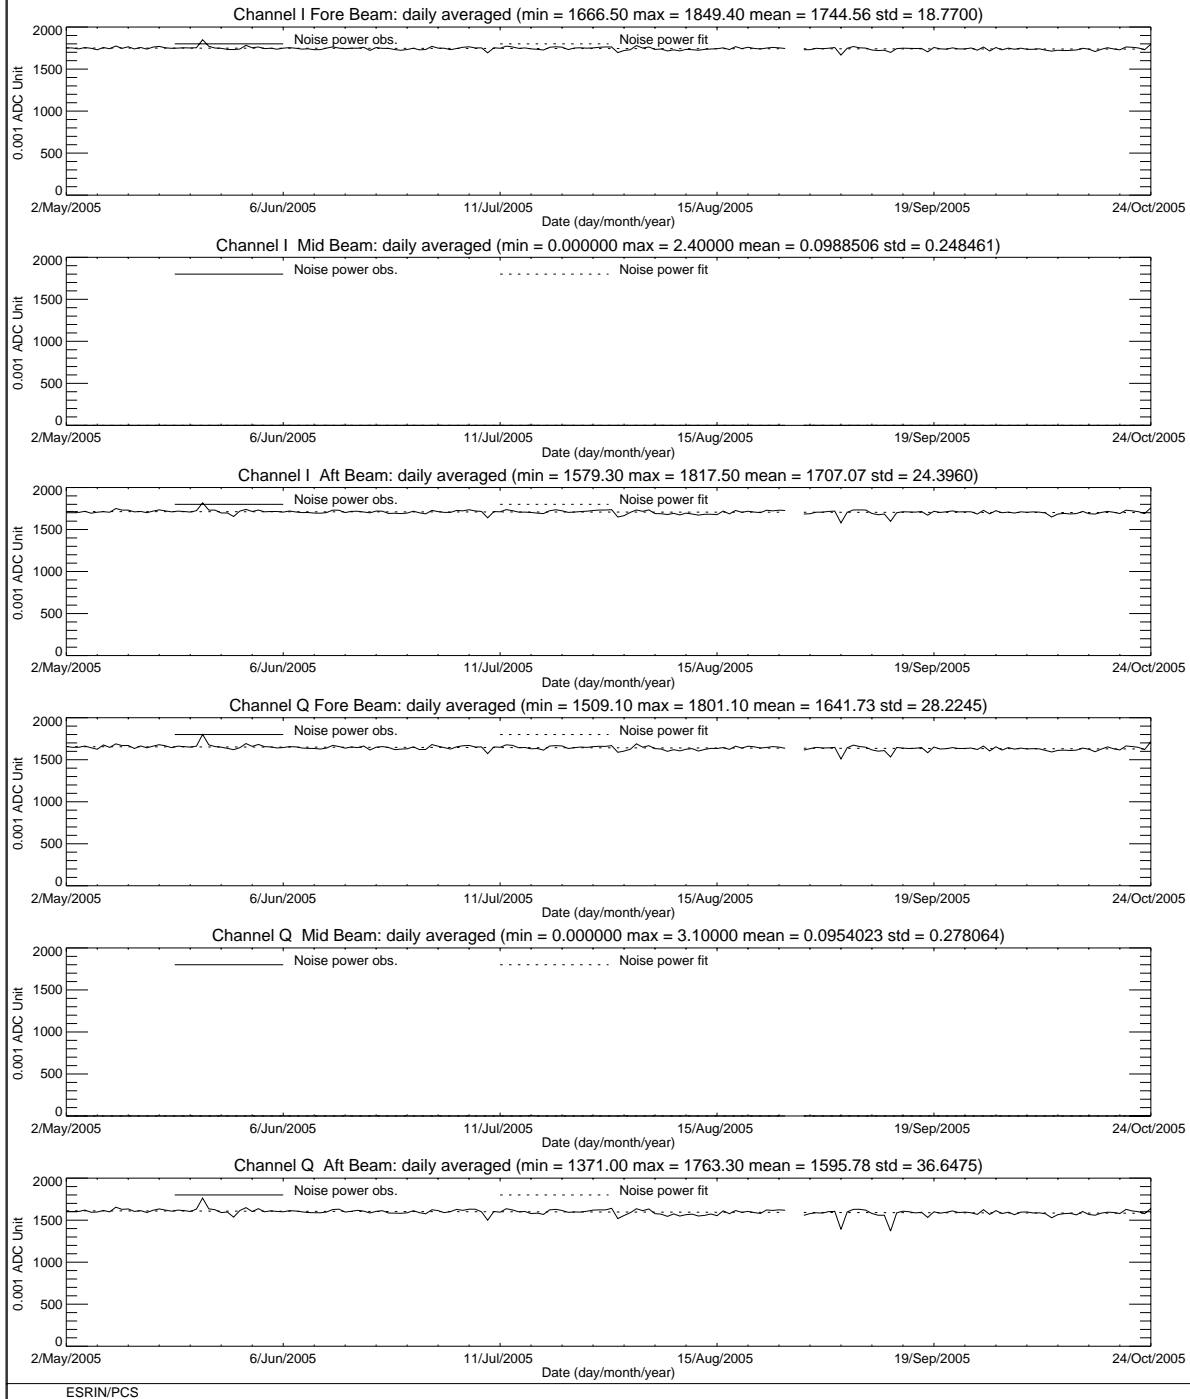 Channel I Fore Beam: daily averaged (min = 1666.50 max = 1849.40 mean = 1744.56 std = 18.7700)
2000
1500
1000
500
0
0.001 ADC Unit
Noise power obs.
Noise power fit
2/May/2005 6/Jun/2005 11/Jul/2005 15/Aug/2005 19/Sep/2005 24/Oct/2005
Date (day/month/year)
Channel I Mid Beam: daily averaged (min = 0.000000 max = 2.40000 mean = 0.0988506 std = 0.248461)
2000
1500
1000
500
0
0.001 ADC Unit
Noise power obs.
Noise power fit
2/May/2005 6/Jun/2005 11/Jul/2005 15/Aug/2005 19/Sep/2005 24/Oct/2005
Date (day/month/year)
Channel I Aft Beam: daily averaged (min = 1579.30 max = 1817.50 mean = 1707.07 std = 24.3960)
2000
1500
1000
500
0
0.001 ADC Unit
Noise power obs.
Noise power fit
2/May/2005 6/Jun/2005 11/Jul/2005 15/Aug/2005 19/Sep/2005 24/Oct/2005
Date (day/month/year)
Channel Q Fore Beam: daily averaged (min = 1509.10 max = 1801.10 mean = 1641.73 std = 28.2245)
2000
1500
1000
500
0
0.001 ADC Unit
Noise power obs.
Noise power fit
2/May/2005 6/Jun/2005 11/Jul/2005 15/Aug/2005 19/Sep/2005 24/Oct/2005
Date (day/month/year)
Channel Q Mid Beam: daily averaged (min = 0.000000 max = 3.10000 mean = 0.0954023 std = 0.278064)
2000
1500
1000
500
0
0.001 ADC Unit
Noise power obs.
Noise power fit
2/May/2005 6/Jun/2005 11/Jul/2005 15/Aug/2005 19/Sep/2005 24/Oct/2005
Date (day/month/year)
Channel Q Aft Beam: daily averaged (min = 1371.00 max = 1763.30 mean = 1595.78 std = 36.6475)
2000
1500
1000
500
0
0.001 ADC Unit
Noise power obs.
Noise power fit
2/May/2005 6/Jun/2005 11/Jul/2005 15/Aug/2005 19/Sep/2005 24/Oct/2005
Date (day/month/year)
ESRIN/PCS